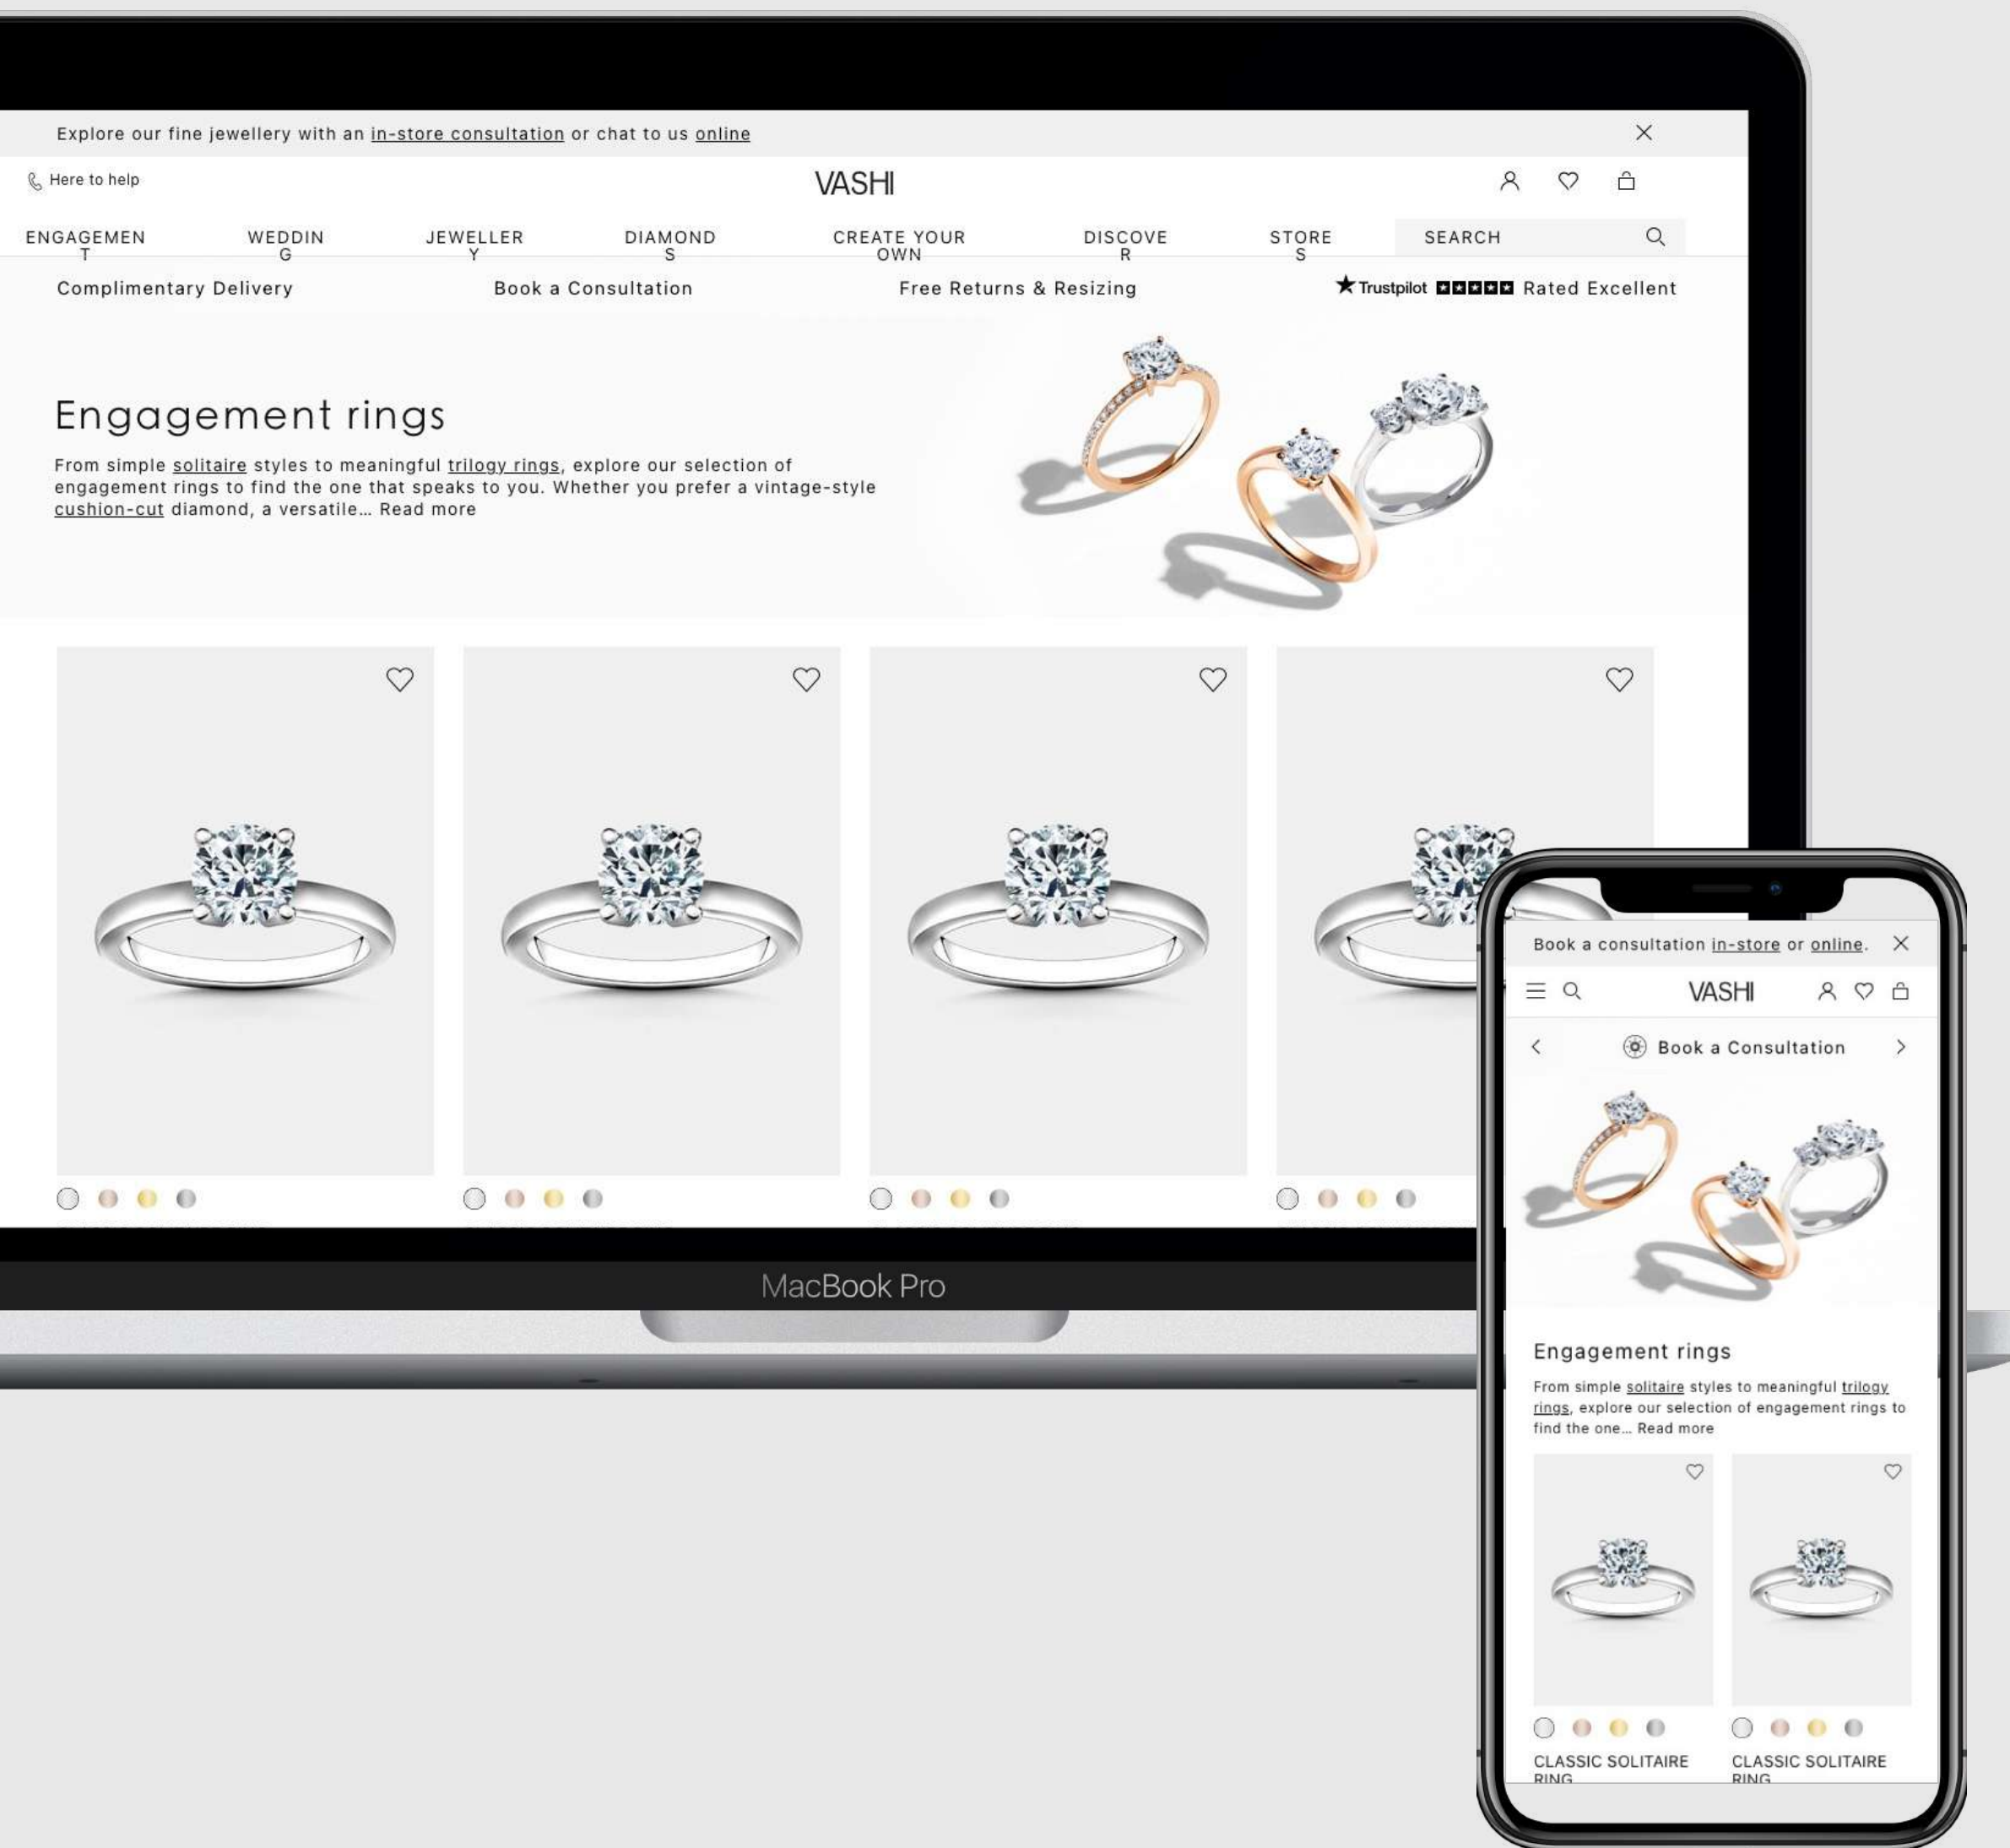 Explore our fine jewellery with an in-store consultation or chat to us online
Here to help
VASHI
ENGAGEMEN
T
WEDDIN
G
JEWELLER
Y
DIAMOND
S
CREATE YOUR
OWN
DISCOVE
R
STORE
S
SEARCH
Complimentary Delivery
Book a Consultation
Free Returns & Resizing
Trustpilot Rated Excellent
Engagement rings
From simple solitaire styles to meaningful trilogy rings, explore our selection of
engagement rings to find the one that speaks to you. Whether you prefer a vintage-style
cushion-cut diamond, a versatile... Read more
MacBook Pro
Book a consultation in-store or online.
VASHI
Book a Consultation
Engagement rings
From simple solitaire styles to meaningful trilogy
rings, explore our selection of engagement rings to
find the one... Read more
CLASSIC SOLITAIRE
RING
CLASSIC SOLITAIRE
RING